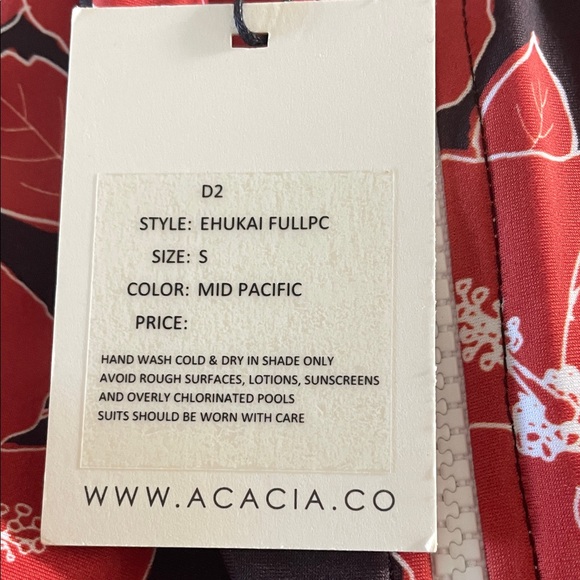 D2
STYLE: EHUKAI FULLPC
SIZE: S
COLOR: MID PACIFIC
PRICE:
HAND WASH COLD & DRY IN SHADE ONLY
AVOID ROUGH SURFACES, LOTIONS, SUNSCREENS
AND OVERLY CHLORINATED POOLS
SUITS SHOULD BE WORN WITH CARE
WWW.ACACIA.CO